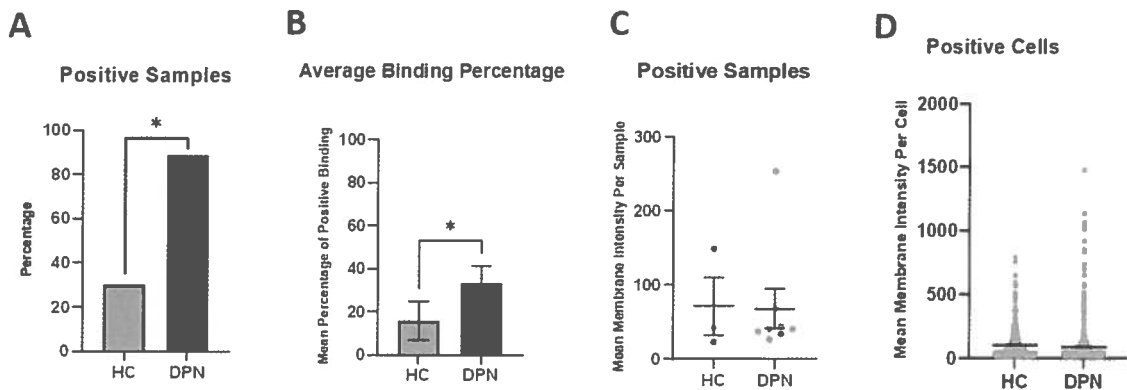 A
Positive Samples
*
Percentage
100
80
60
40
20
0
HC DPN
B
Average Binding Percentage
*
Mean Percentage of Positive Binding
100
80
60
40
20
0
HC DPN
C
Positive Samples
Mean Membrane Intensity Per Sample
300
200
100
0
HC DPN
D
Positive Cells
Mean Membrane Intensity Per Cell
2000
1500
1000
500
0
HC DPN